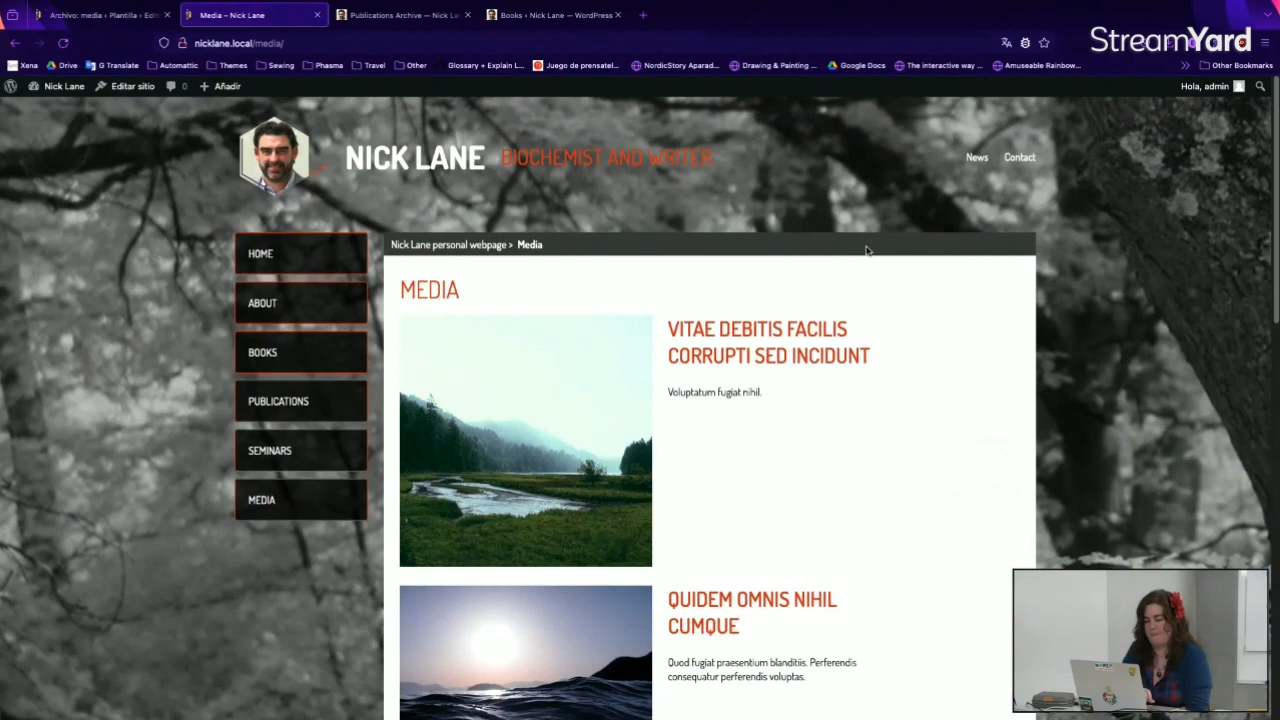 Archivo: media ‹ Plantilla ‹ Edit
Media – Nick Lane
Publications Archive — Nick La
Books ‹ Nick Lane — WordPress
nicklane.local/media/
StreamYard
Xena
Drive
G Translate
Automattic
Themes
Sewing
Phasma
Travel
Other
Glossary + Explain L...
Juego de prensatel...
NordicStory Aparad...
Drawing & Painting ...
Google Docs
The interactive way ...
Amuseable Rainbow...
Other Bookmarks
Nick Lane
Editar sitio
0
Añadir
Hola, admin
NICK LANE
BIOCHEMIST AND WRITER
News
Contact
HOME
ABOUT
BOOKS
PUBLICATIONS
SEMINARS
MEDIA
Nick Lane personal webpage > Media
MEDIA
VITAE DEBITIS FACILIS
CORRUPTI SED INCIDUNT
Voluptatum fugiat nihil.
QUIDEM OMNIS NIHIL
CUMQUE
Quod fugiat praesentium blanditiis. Perferendis
consequatur perferendis voluptas.